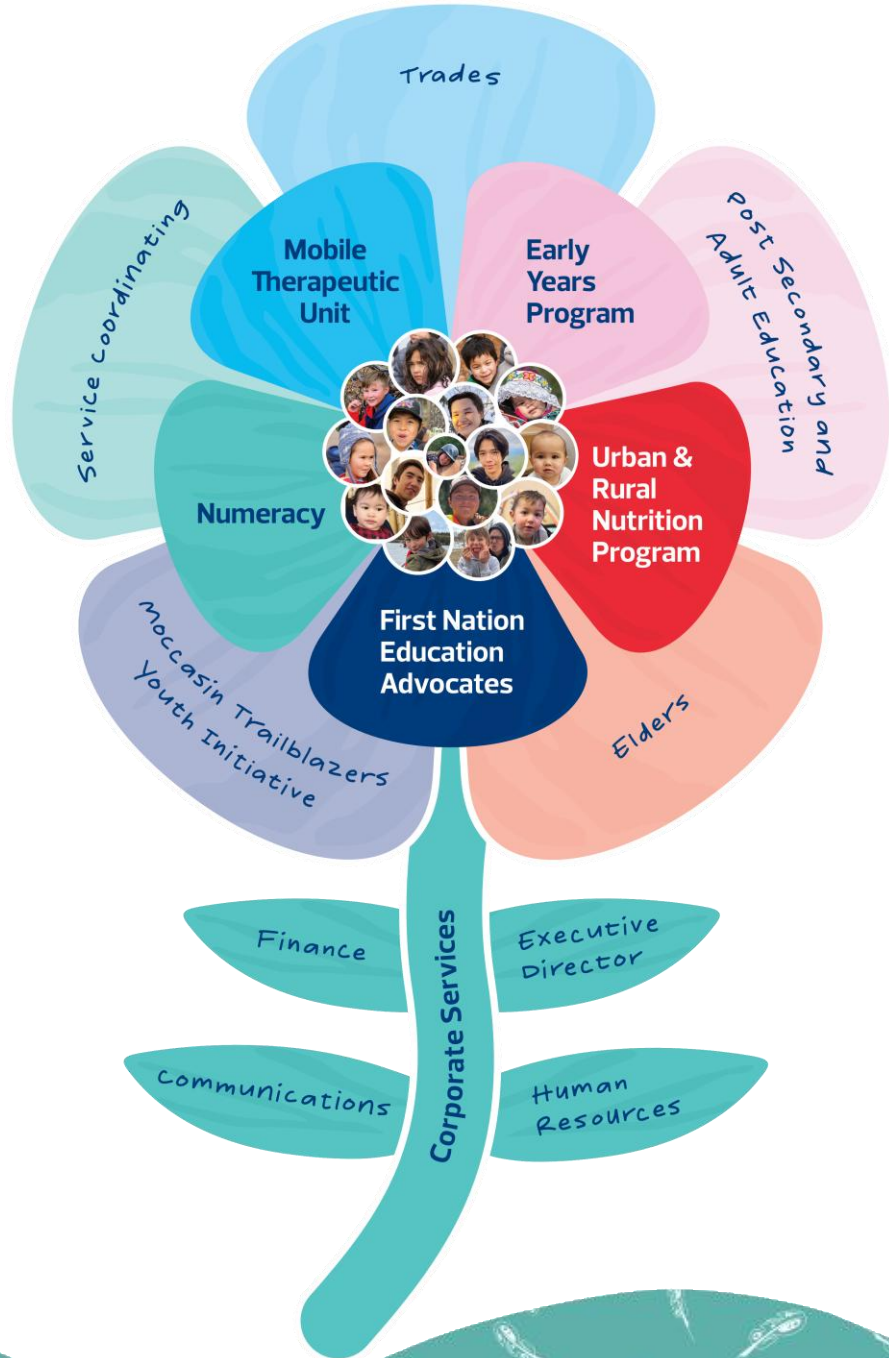 Trades
Service Coordinating
Post Secondary and
Adult Education
Mobile
Therapeutic
Unit
Early
Years
Program
Numeracy
Urban &
Rural
Nutrition
Program
First Nation
Education
Advocates
Moccasin Trailblazers
Youth Initiative
Elders
Corporate Services
Finance
Executive
Director
Communications
Human
Resources